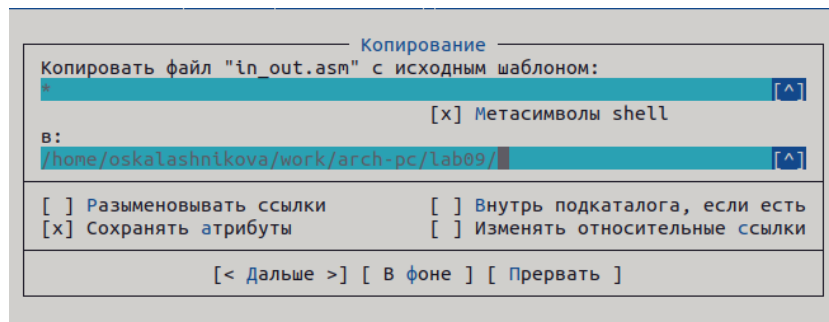 Копирование
Копировать файл "in_out.asm" с исходным шаблоном:
* [^]
[x] Метасимволы shell
в:
/home/oskalashnikova/work/arch-pc/lab09/ [^]
[ ] Разыменовывать ссылки [ ] Внутрь подкаталога, если есть
[x] Сохранять атрибуты [ ] Изменять относительные ссылки
[< Дальше >] [ В фоне ] [ Прервать ]